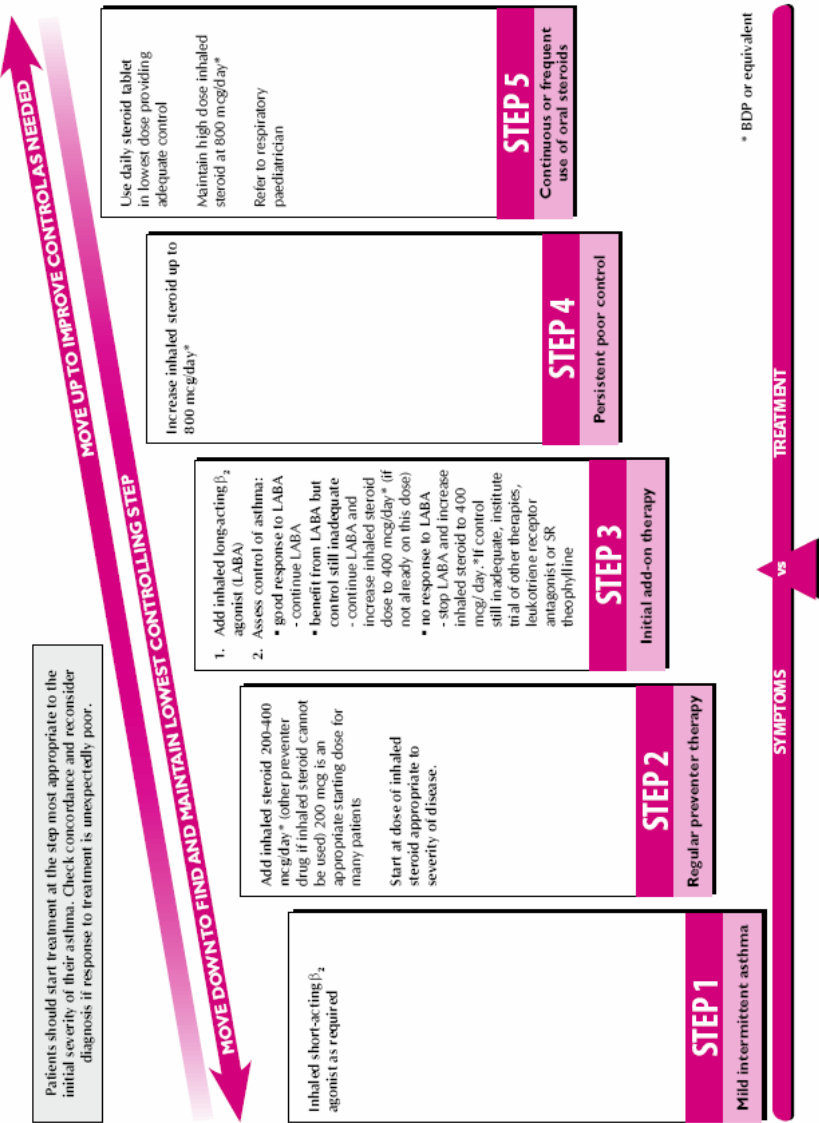 Patients should start treatment at the step most appropriate to the
initial severity of their asthma. Check concordance and reconsider
diagnosis if response to treatment is unexpectedly poor.
MOVE UP TO IMPROVE CONTROL AS NEEDED
MOVE DOWN TO FIND AND MAINTAIN LOWEST CONTROLLING STEP
Inhaled short-acting β₂
agonist as required
STEP 1
Mild intermittent asthma
Add inhaled steroid 200-400
mcg/day* (other preventer
drug if inhaled steroid cannot
be used) 200 mcg is an
appropriate starting dose for
many patients
Start at dose of inhaled
steroid appropriate to
severity of disease.
STEP 2
Regular preventer therapy
1. Add inhaled long-acting β₂
agonist (LABA)
2. Assess control of asthma:
▪ good response to LABA
- continue LABA
▪ benefit from LABA but
control still inadequate
- continue LABA and
increase inhaled steroid
dose to 400 mcg/day* (if
not already on this dose)
▪ no response to LABA
- stop LABA and increase
inhaled steroid to 400
mcg/ day.*If control
still inadequate, institute
trial of other therapies,
leukotriene receptor
antagonist or SR
theophylline
STEP 3
Initial add-on therapy
Increase inhaled steroid up to
800 mcg/day*
STEP 4
Persistent poor control
Use daily steroid tablet
in lowest dose providing
adequate control
Maintain high dose inhaled
steroid at 800 mcg/day*
Refer to respiratory
paediatrician
STEP 5
Continuous or frequent
use of oral steroids
* BDP or equivalent
SYMPTOMS vs TREATMENT